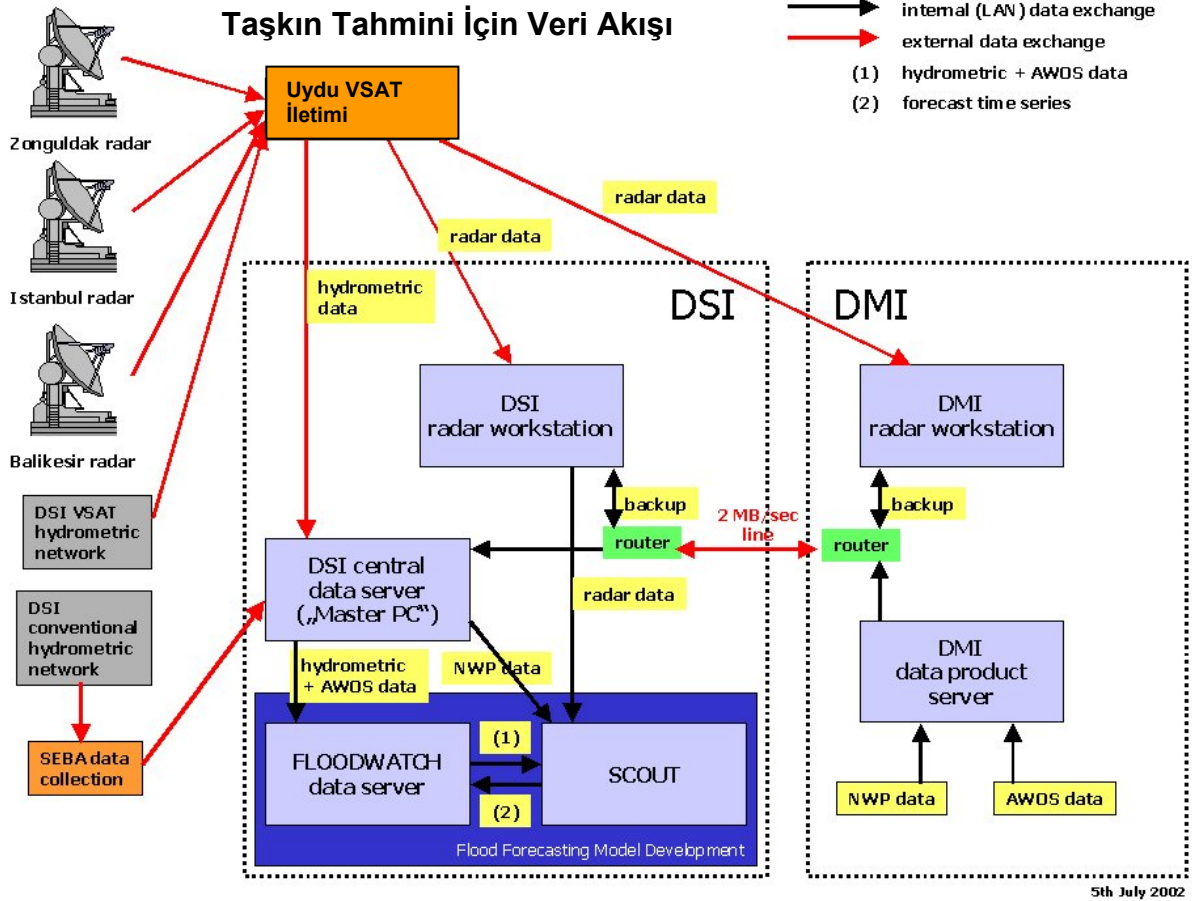 Taşkın Tahmini İçin Veri Akışı
internal (LAN) data exchange
external data exchange
(1) hydrometric + AWOS data
(2) forecast time series
Uydu VSAT
İletimi
Zonguldak radar
Istanbul radar
Balikesir radar
radar data
radar data
hydrometric
data
DSI
DMI
DSI
radar workstation
DMI
radar workstation
DSI VSAT
hydrometric
network
backup
router
2 MB/sec
line
backup
router
DSI central
data server
(„Master PC“)
radar data
DSI
conventional
hydrometric
network
hydrometric
+ AWOS data
NWP data
DMI
data product
server
SEBA data
collection
FLOODWATCH
data server
(1)
(2)
SCOUT
NWP data
AWOS data
Flood Forecasting Model Development
5th July 2002